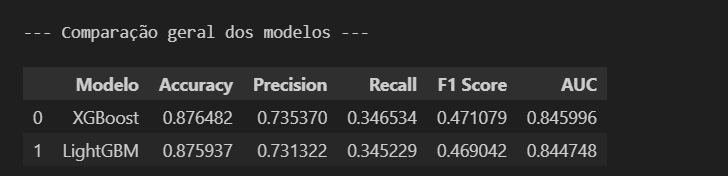 --- Comparação geral dos modelos ---
Modelo Accuracy Precision Recall F1 Score AUC
0 XGBoost 0.876482 0.735370 0.346534 0.471079 0.845996
1 LightGBM 0.875937 0.731322 0.345229 0.469042 0.844748